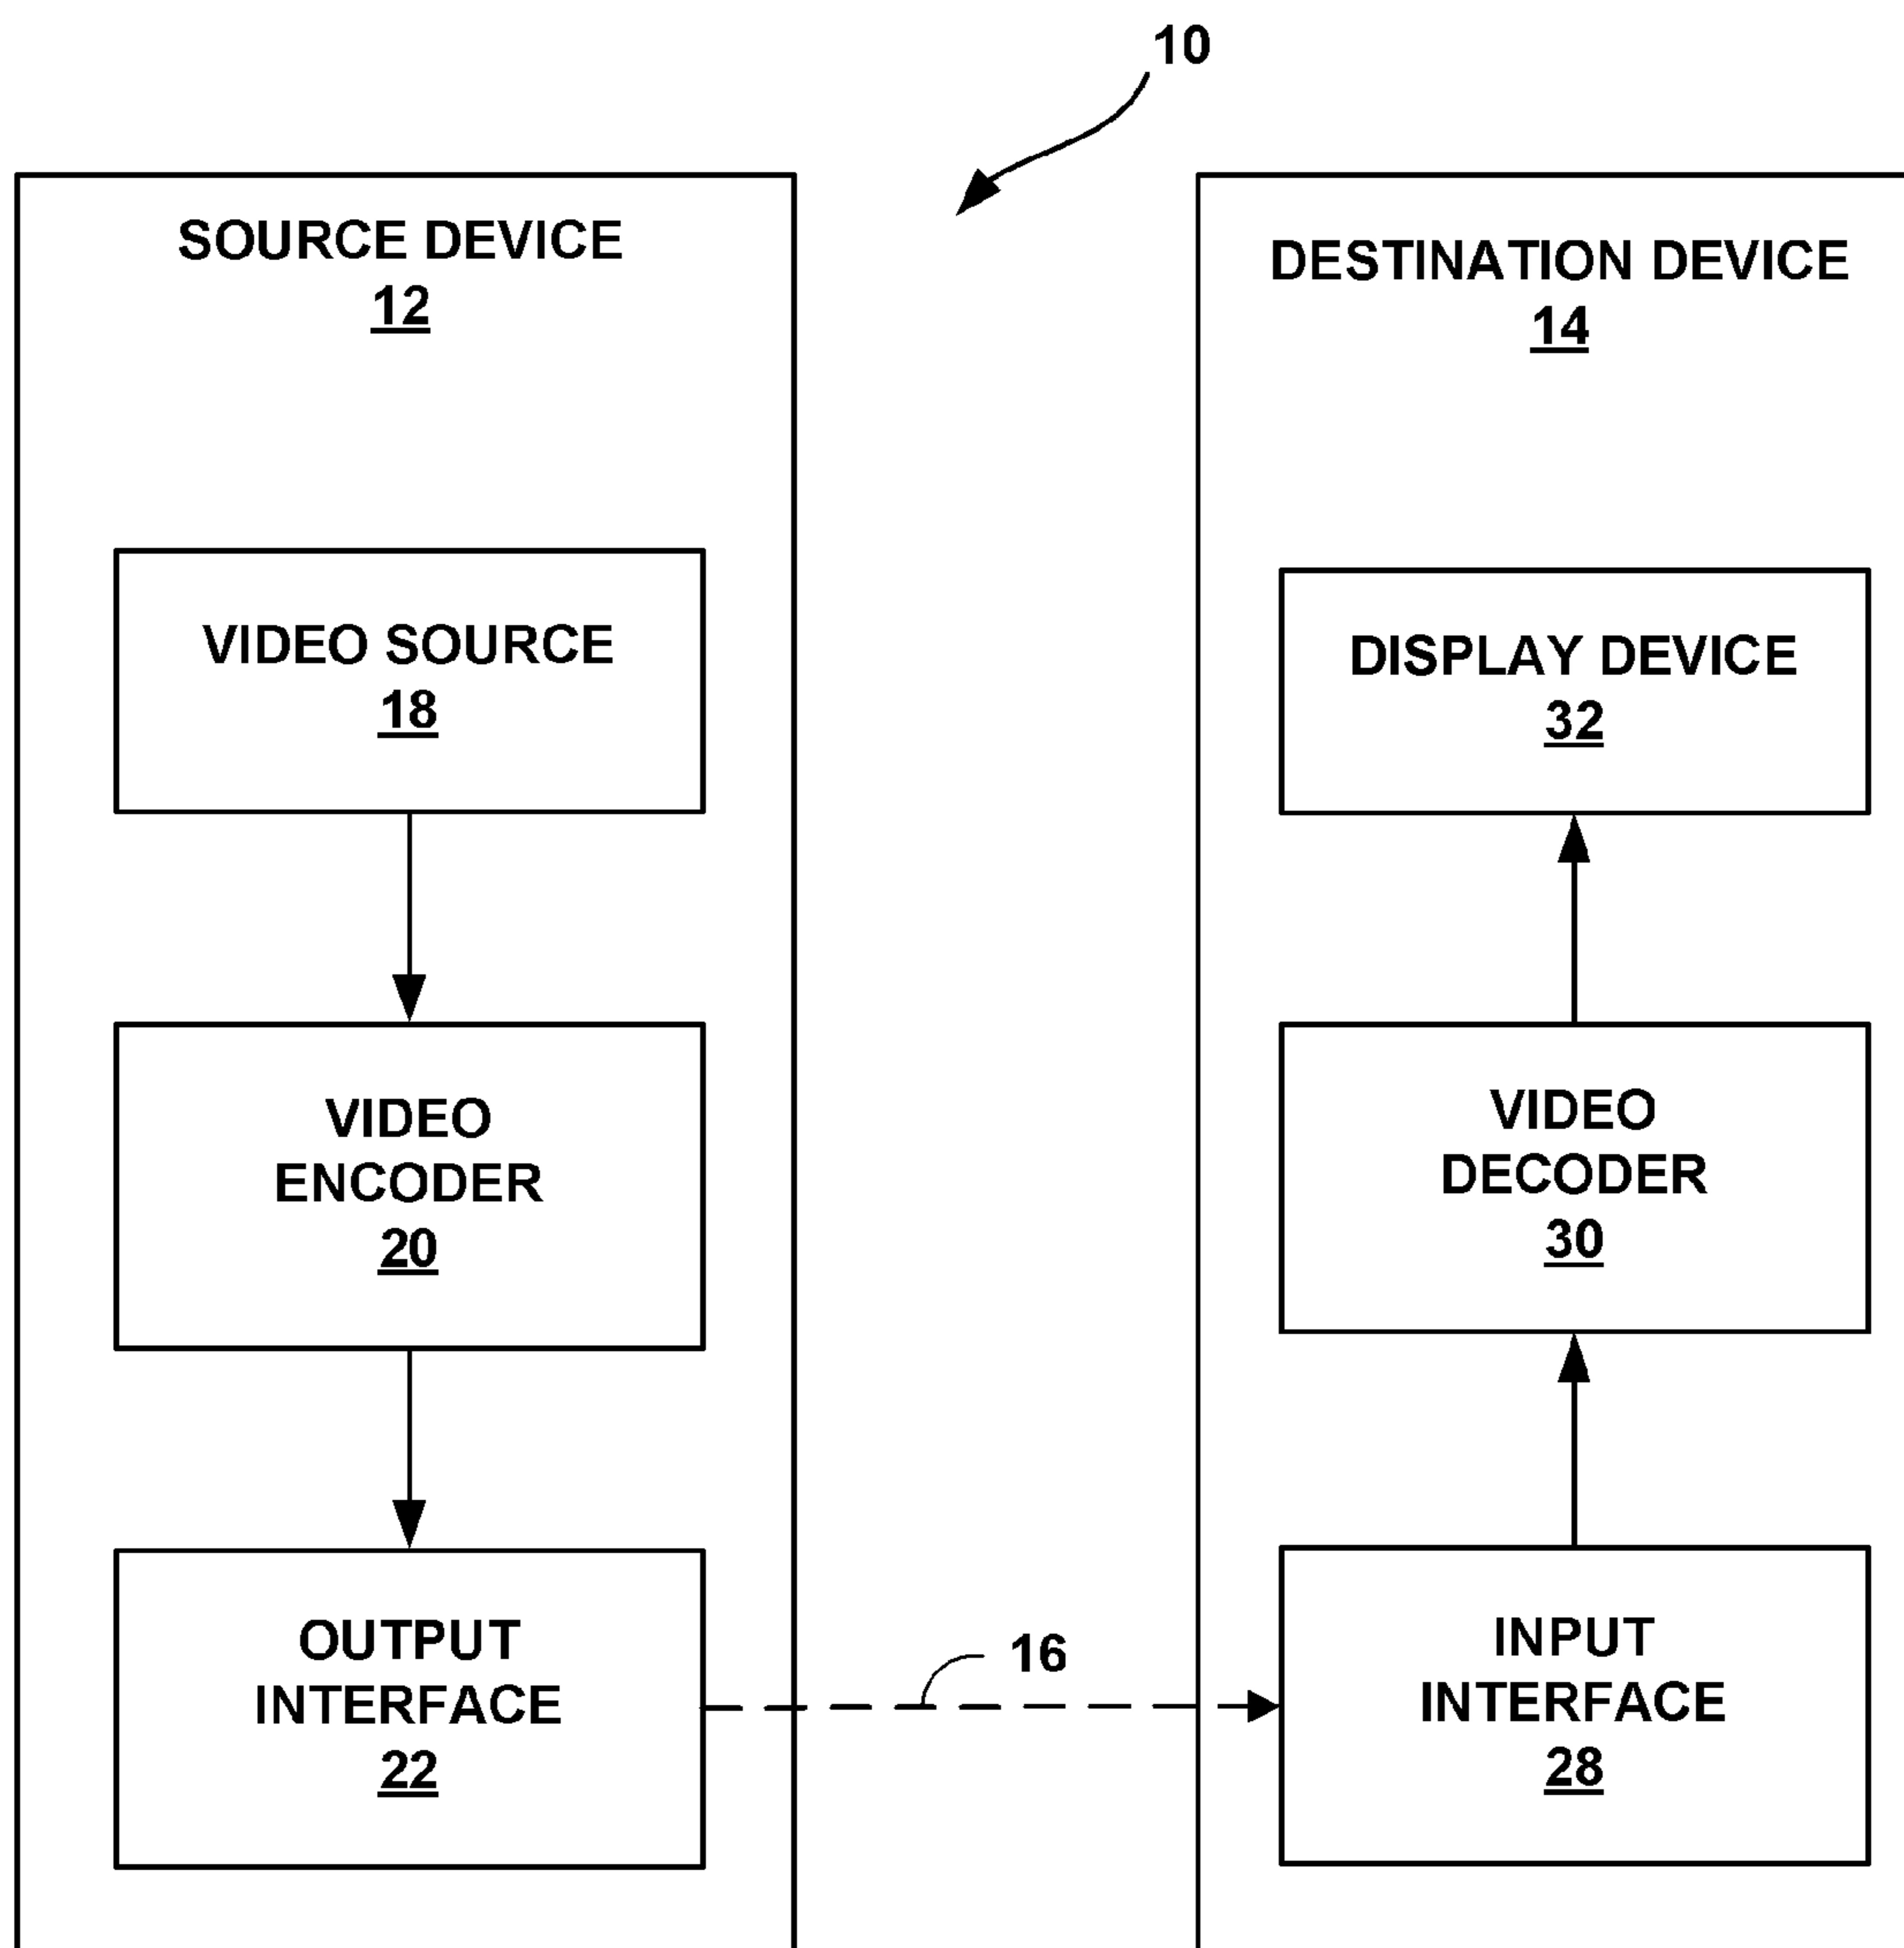 10
SOURCE DEVICE
12
VIDEO SOURCE
18
VIDEO
ENCODER
20
OUTPUT
INTERFACE
22
16
DESTINATION DEVICE
14
DISPLAY DEVICE
32
VIDEO
DECODER
30
INPUT
INTERFACE
28